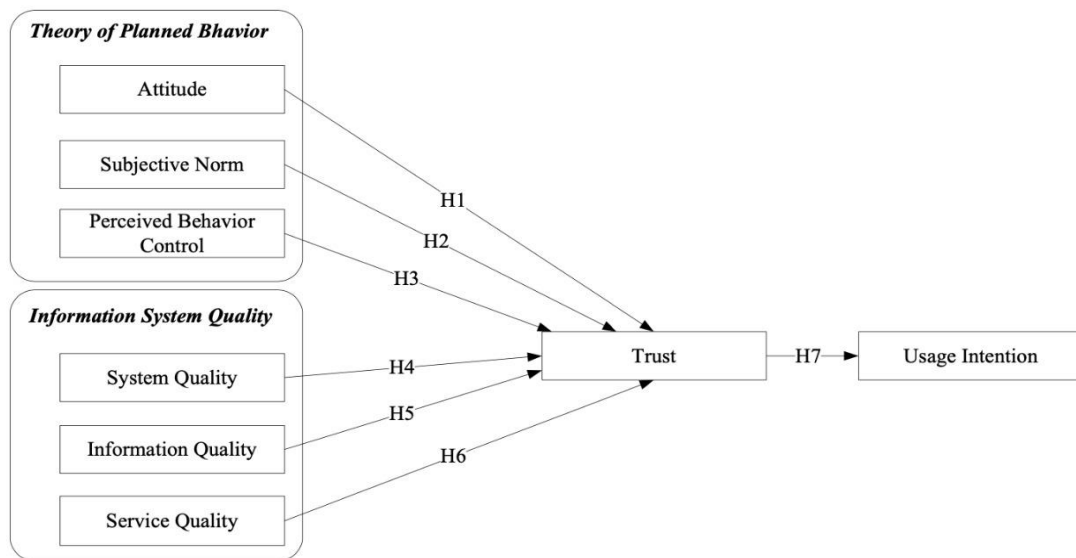 Theory of Planned Bhavior
Attitude
Subjective Norm
Perceived Behavior
Control
H1
H2
H3
Information System Quality
System Quality
Information Quality
Service Quality
H4
H5
H6
Trust
H7
Usage Intention